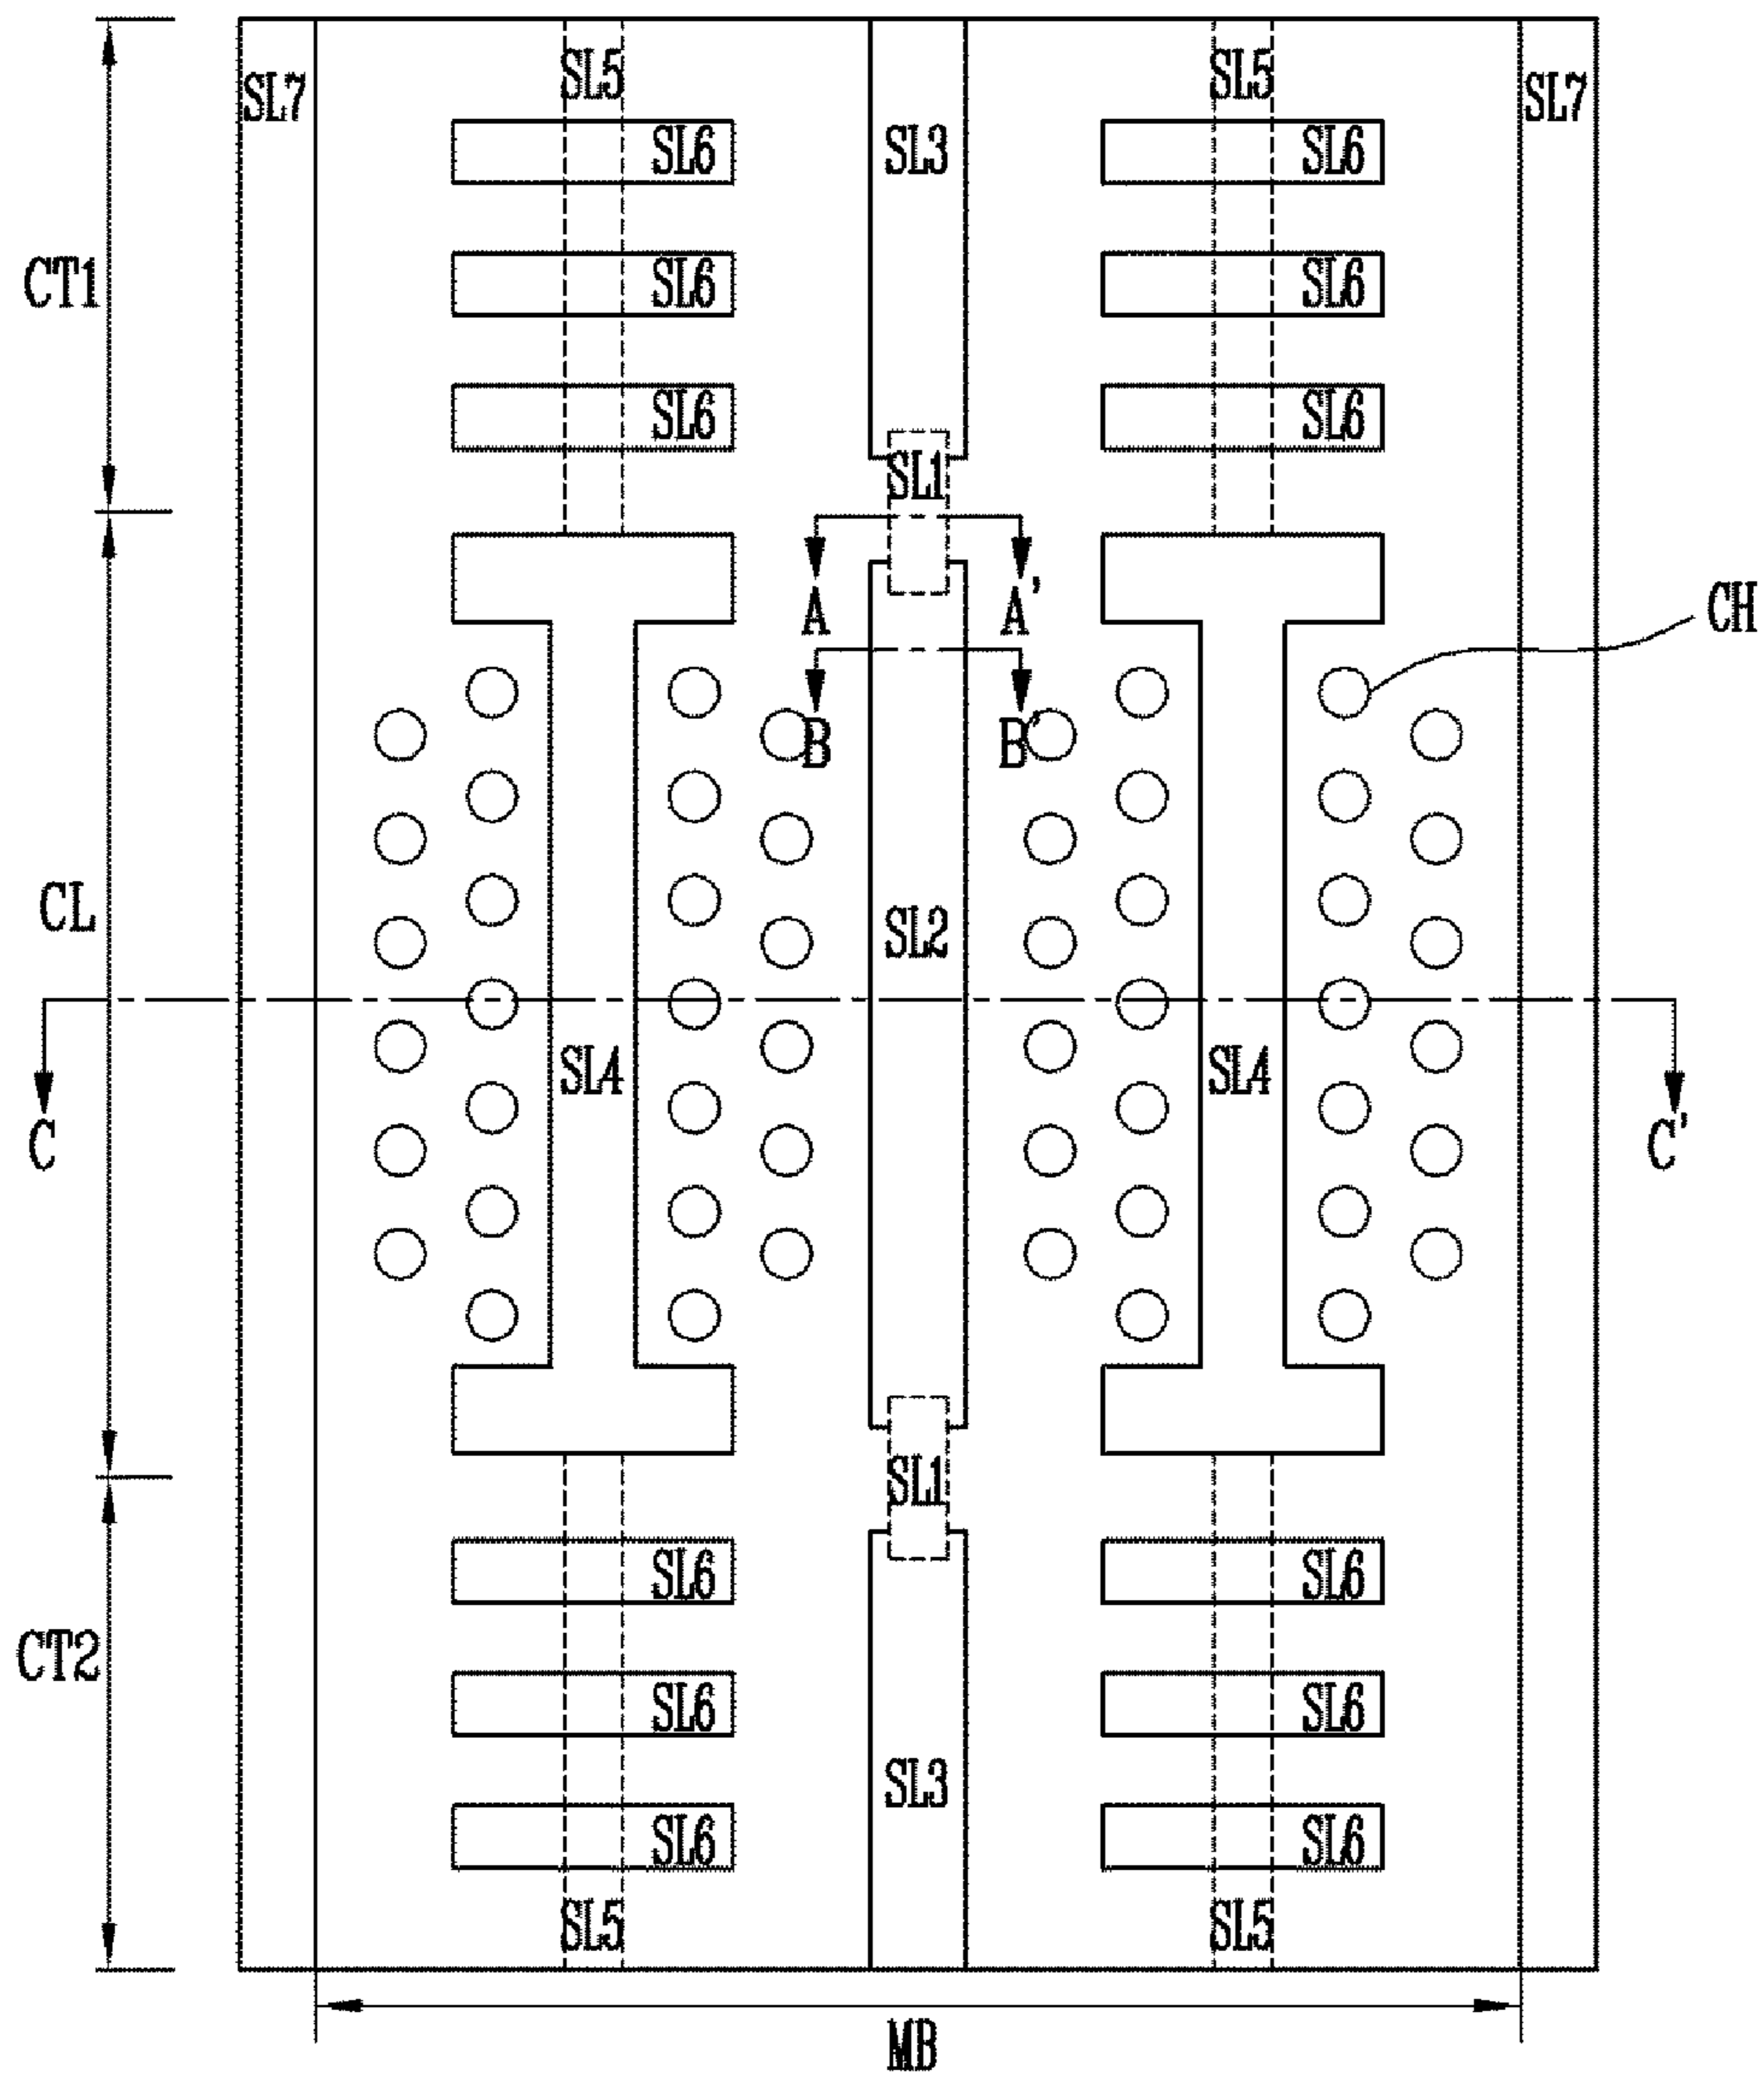 SL7 SL5 SL5 SL7
SL6 SL3 SL6
CT1 SL6 SL6
SL6 SL6
SL1
A A'
CH
B B'
CL SL2
SL4 SL4
C C'
SL1
SL6 SL6
CT2 SL6 SL6
SL3
SL6 SL6
SL5 SL5
MB